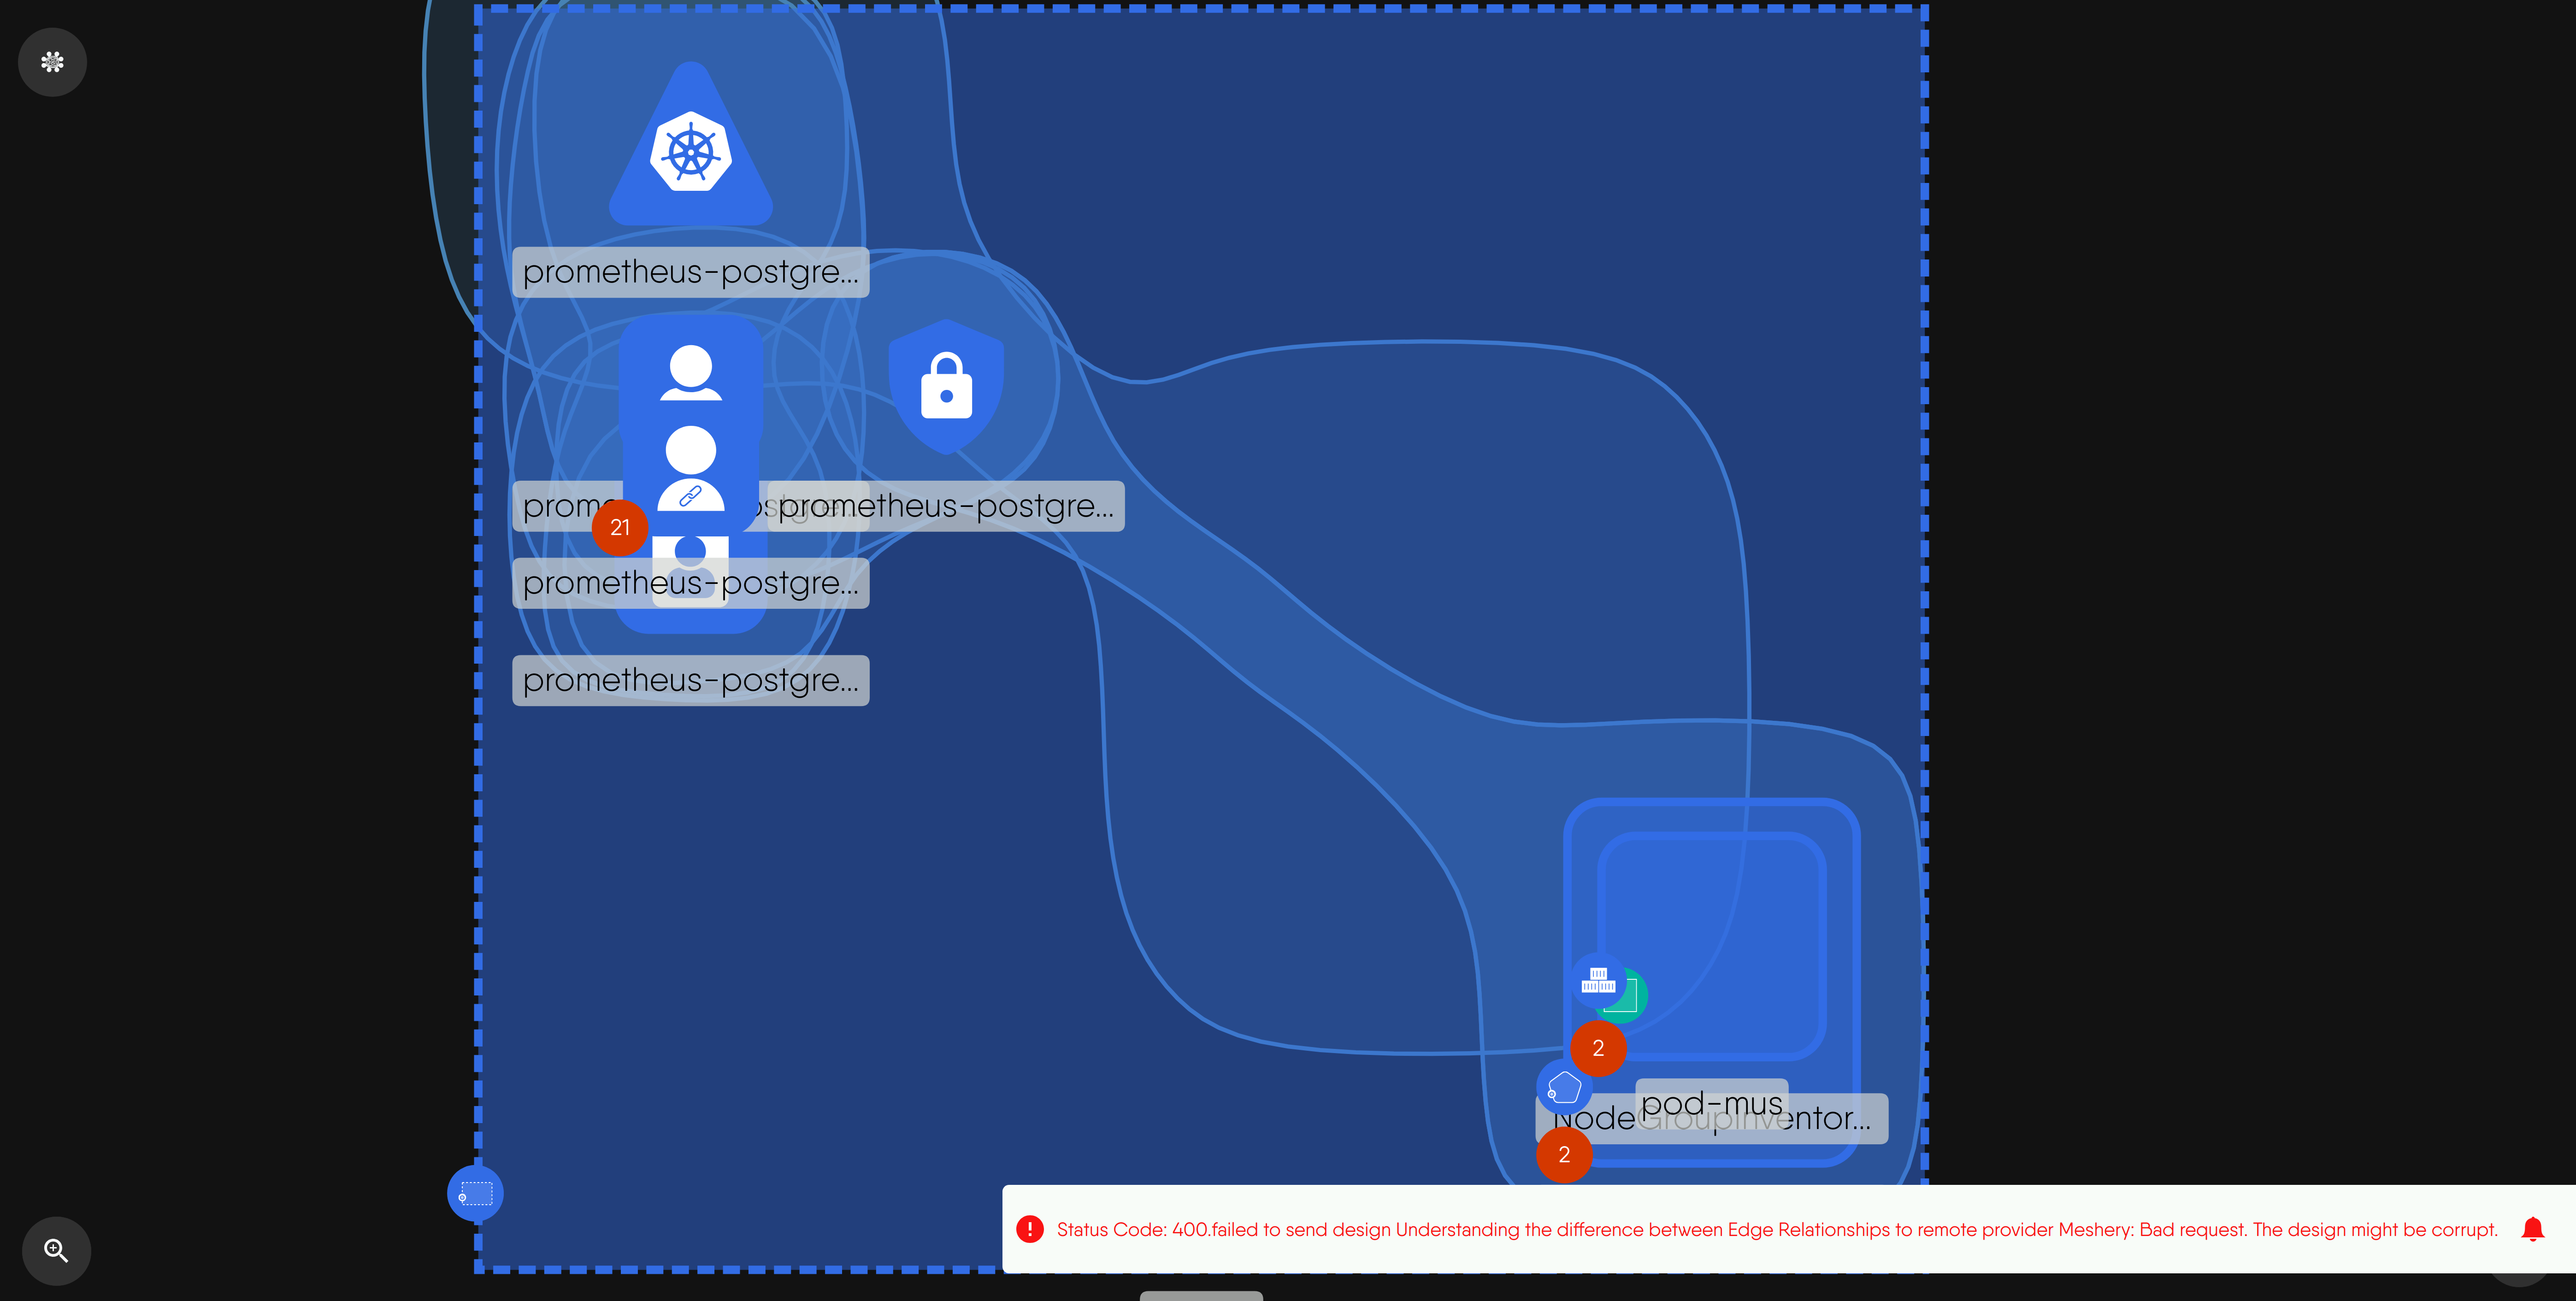 prometheus-postgre...
prome
prometheus-postgre...
21
prometheus-postgre...
prometheus-postgre...
2
pod-mus
NodeGroupInventor...
2
Status Code: 400.failed to send design Understanding the difference between Edge Relationships to remote provider Meshery: Bad request. The design might be corrupt.